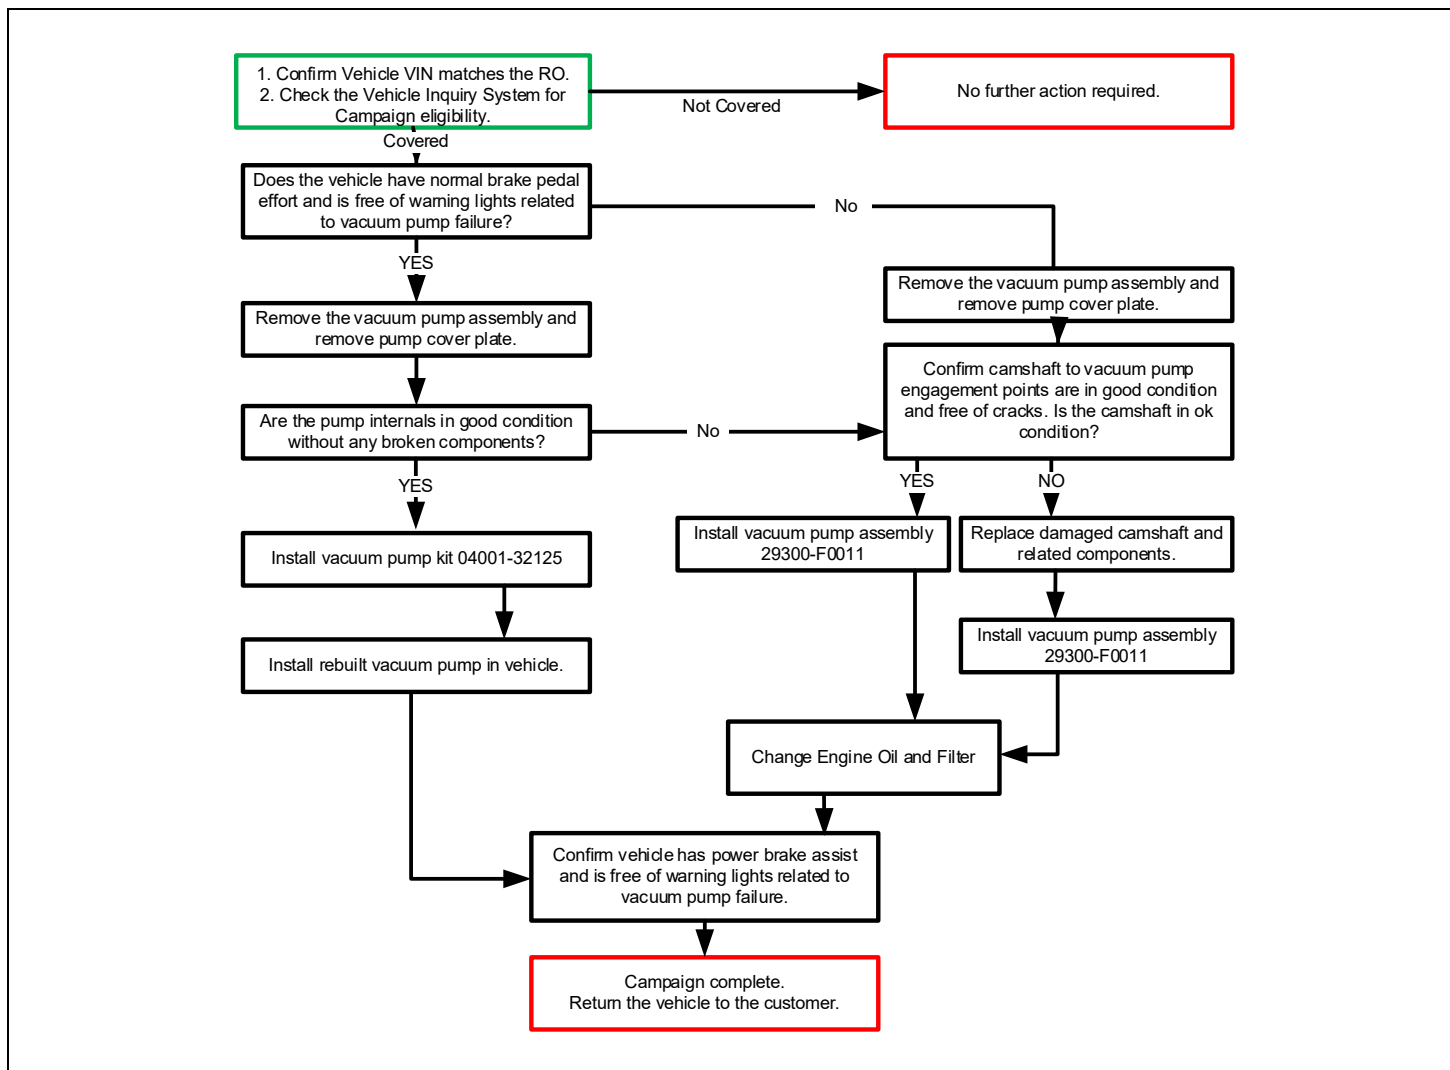 1. Confirm Vehicle VIN matches the RO.
2. Check the Vehicle Inquiry System for
Campaign eligibility.
Not Covered
No further action required.
Covered
Does the vehicle have normal brake pedal
effort and is free of warning lights related
to vacuum pump failure?
No
YES
Remove the vacuum pump assembly and
remove pump cover plate.
Remove the vacuum pump assembly and
remove pump cover plate.
Confirm camshaft to vacuum pump
engagement points are in good condition
and free of cracks. Is the camshaft in ok
condition?
Are the pump internals in good condition
without any broken components?
No
YES
YES
NO
Install vacuum pump kit 04001-32125
Install vacuum pump assembly
29300-F0011
Replace damaged camshaft and
related components.
Install rebuilt vacuum pump in vehicle.
Install vacuum pump assembly
29300-F0011
Change Engine Oil and Filter
Confirm vehicle has power brake assist
and is free of warning lights related to
vacuum pump failure.
Campaign complete.
Return the vehicle to the customer.